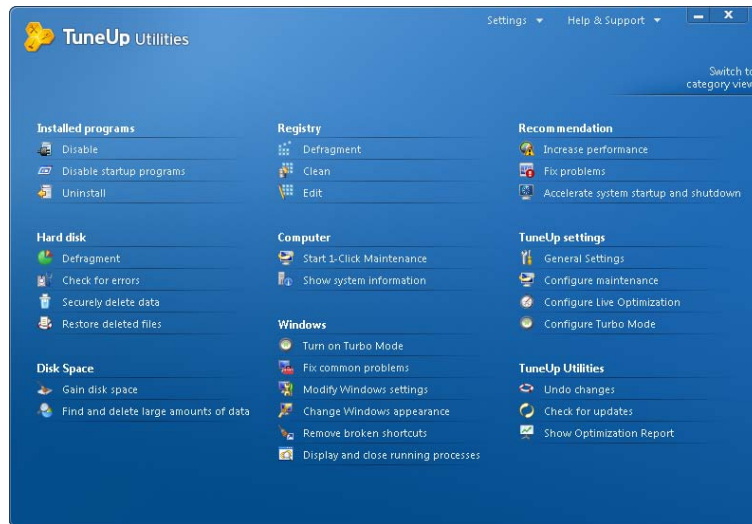 Settings
Help & Support
TuneUp Utilities
Switch to
category view
Installed programs
Disable
Disable startup programs
Uninstall
Hard disk
Defragment
Check for errors
Securely delete data
Restore deleted files
Disk Space
Gain disk space
Find and delete large amounts of data
Registry
Defragment
Clean
Edit
Computer
Start 1-Click Maintenance
Show system information
Windows
Turn on Turbo Mode
Fix common problems
Modify Windows settings
Change Windows appearance
Remove broken shortcuts
Display and close running processes
Recommendation
Increase performance
Fix problems
Accelerate system startup and shutdown
TuneUp settings
General Settings
Configure maintenance
Configure Live Optimization
Configure Turbo Mode
TuneUp Utilities
Undo changes
Check for updates
Show Optimization Report